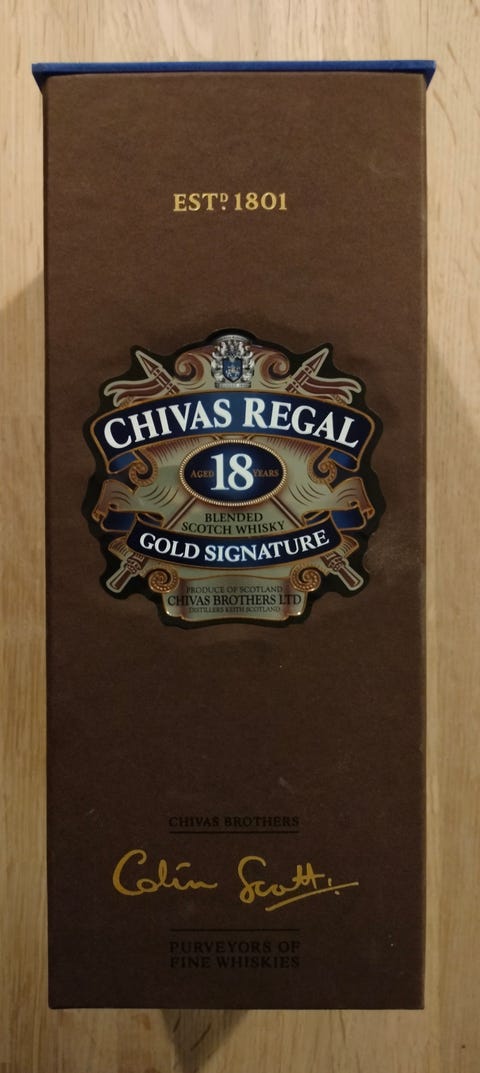 ESTD. 1801
CHIVAS REGAL
AGED 18 YEARS
BLENDED
SCOTCH WHISKY
GOLD SIGNATURE
PRODUCE OF SCOTLAND
CHIVAS BROTHERS LTD
DISTILLERS KEITH SCOTLAND
CHIVAS BROTHERS
Colin Scott.
PURVEYORS OF
FINE WHISKIES